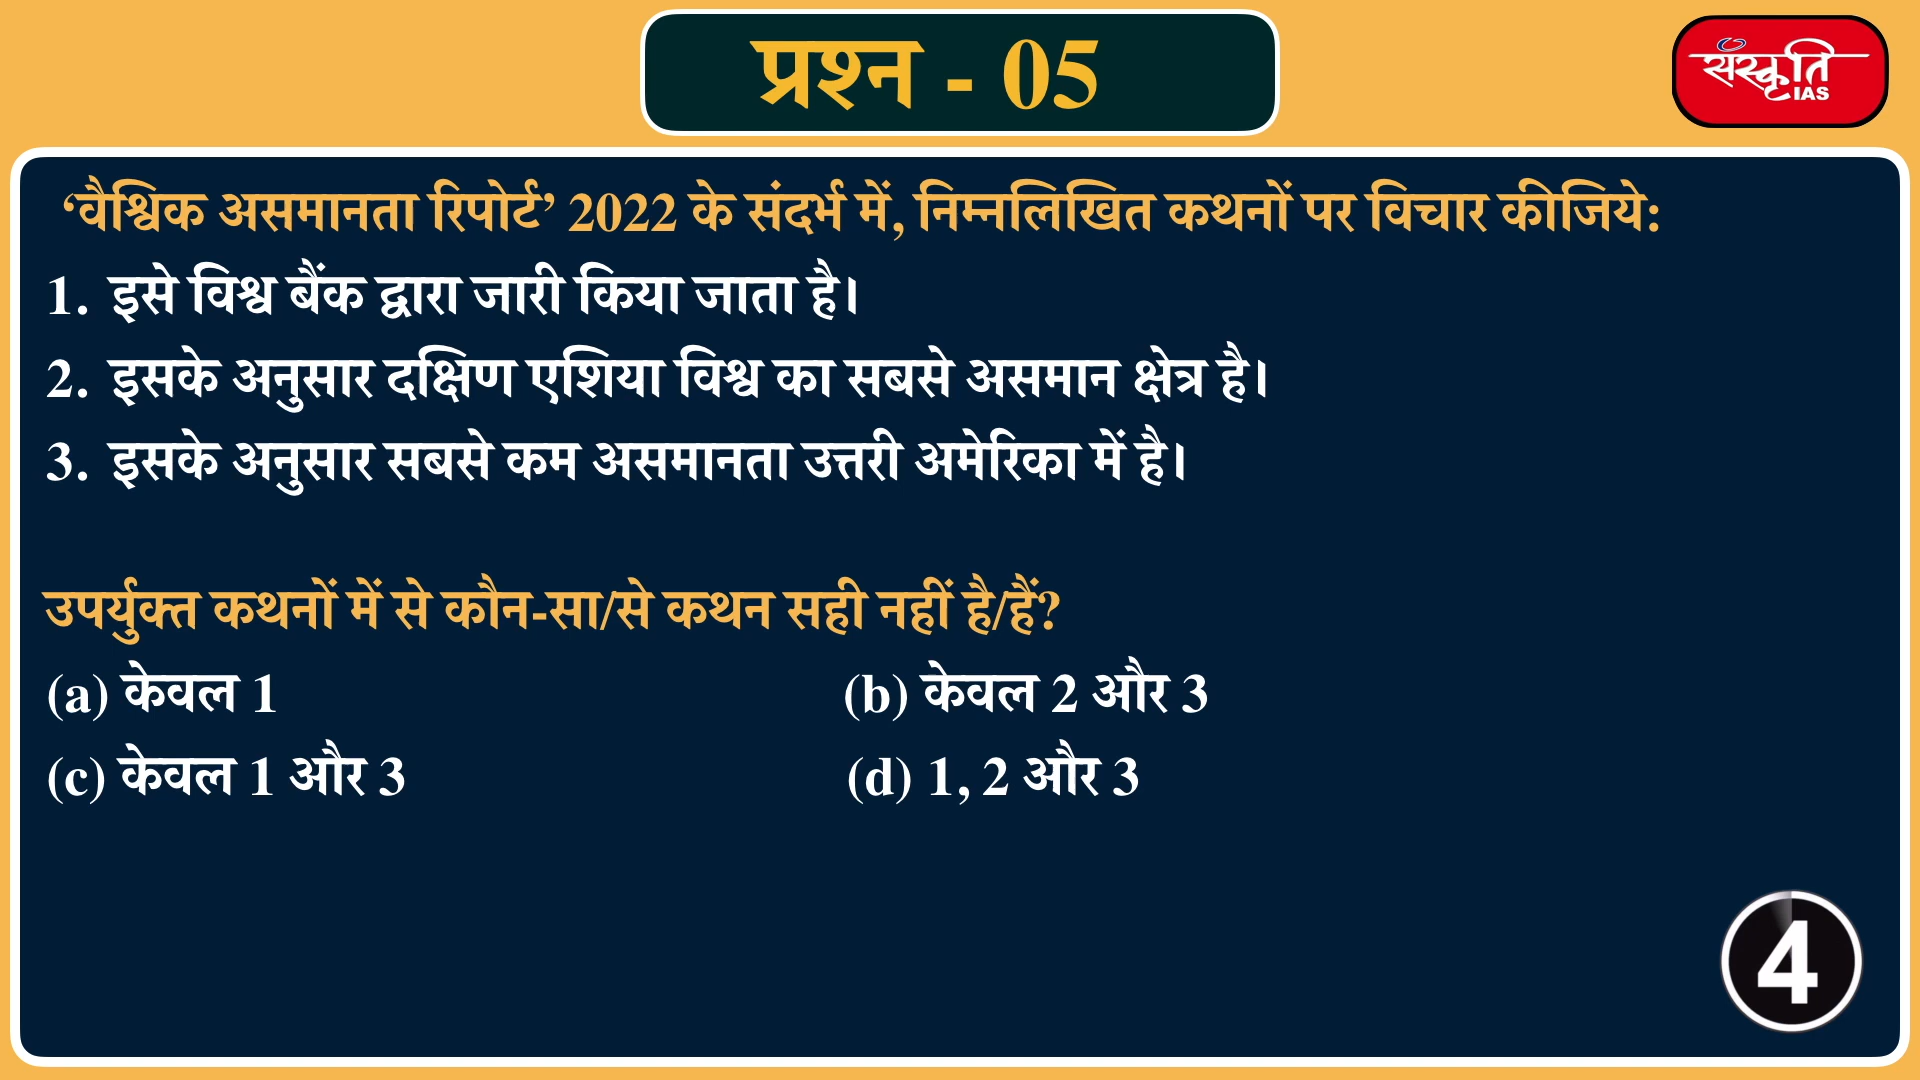 प्रश्न - 05
संस्कृति
IAS
‘वैश्विक असमानता रिपोर्ट’ 2022 के संदर्भ में, निम्नलिखित कथनों पर विचार कीजिये:
1. इसे विश्व बैंक द्वारा जारी किया जाता है।
2. इसके अनुसार दक्षिण एशिया विश्व का सबसे असमान क्षेत्र है।
3. इसके अनुसार सबसे कम असमानता उत्तरी अमेरिका में है।
उपर्युक्त कथनों में से कौन-सा/से कथन सही नहीं है/हैं?
(a) केवल 1 (b) केवल 2 और 3
(c) केवल 1 और 3 (d) 1, 2 और 3
4